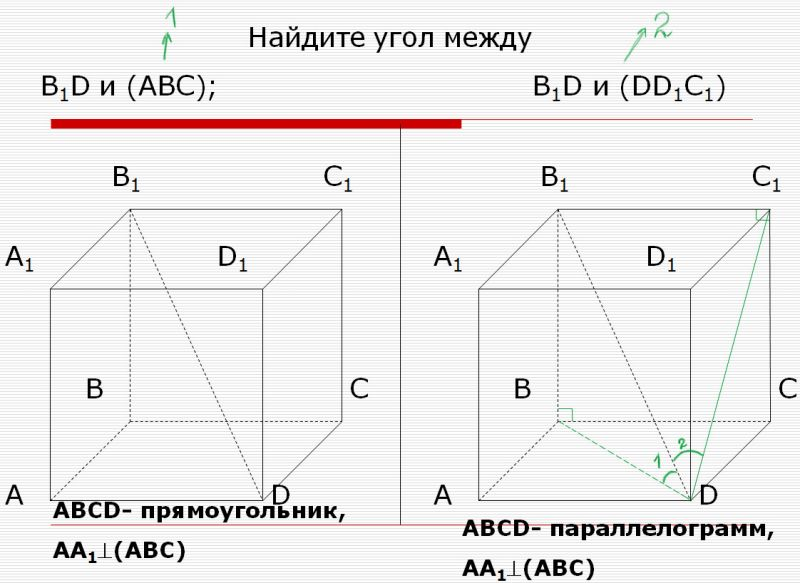 1
2
Найдите угол между
B₁D и (ABC);
B₁D и (DD₁C₁)
B₁
C₁
A₁
D₁
B
C
A
D
ABCD– прямоугольник,
AA₁⊥(ABC)
B₁
C₁
A₁
D₁
B
C
1
2
A
D
ABCD– параллелограмм,
AA₁⊥(ABC)